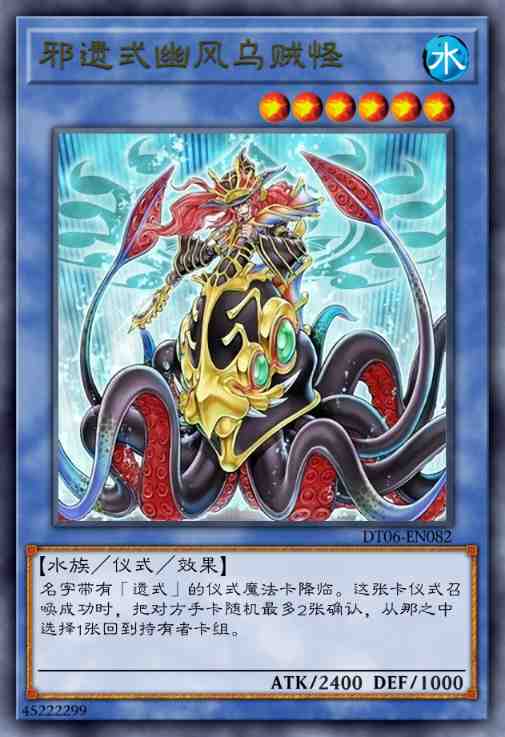 邪遗式幽风乌贼怪
水
DT06-EN082
【水族／仪式／效果】
名字带有「遗式」的仪式魔法卡降临。这张卡仪式召
唤成功时，把对方手卡随机最多2张确认，从那之中
选择1张回到持有者卡组。
ATK/2400 DEF/1000
45222299